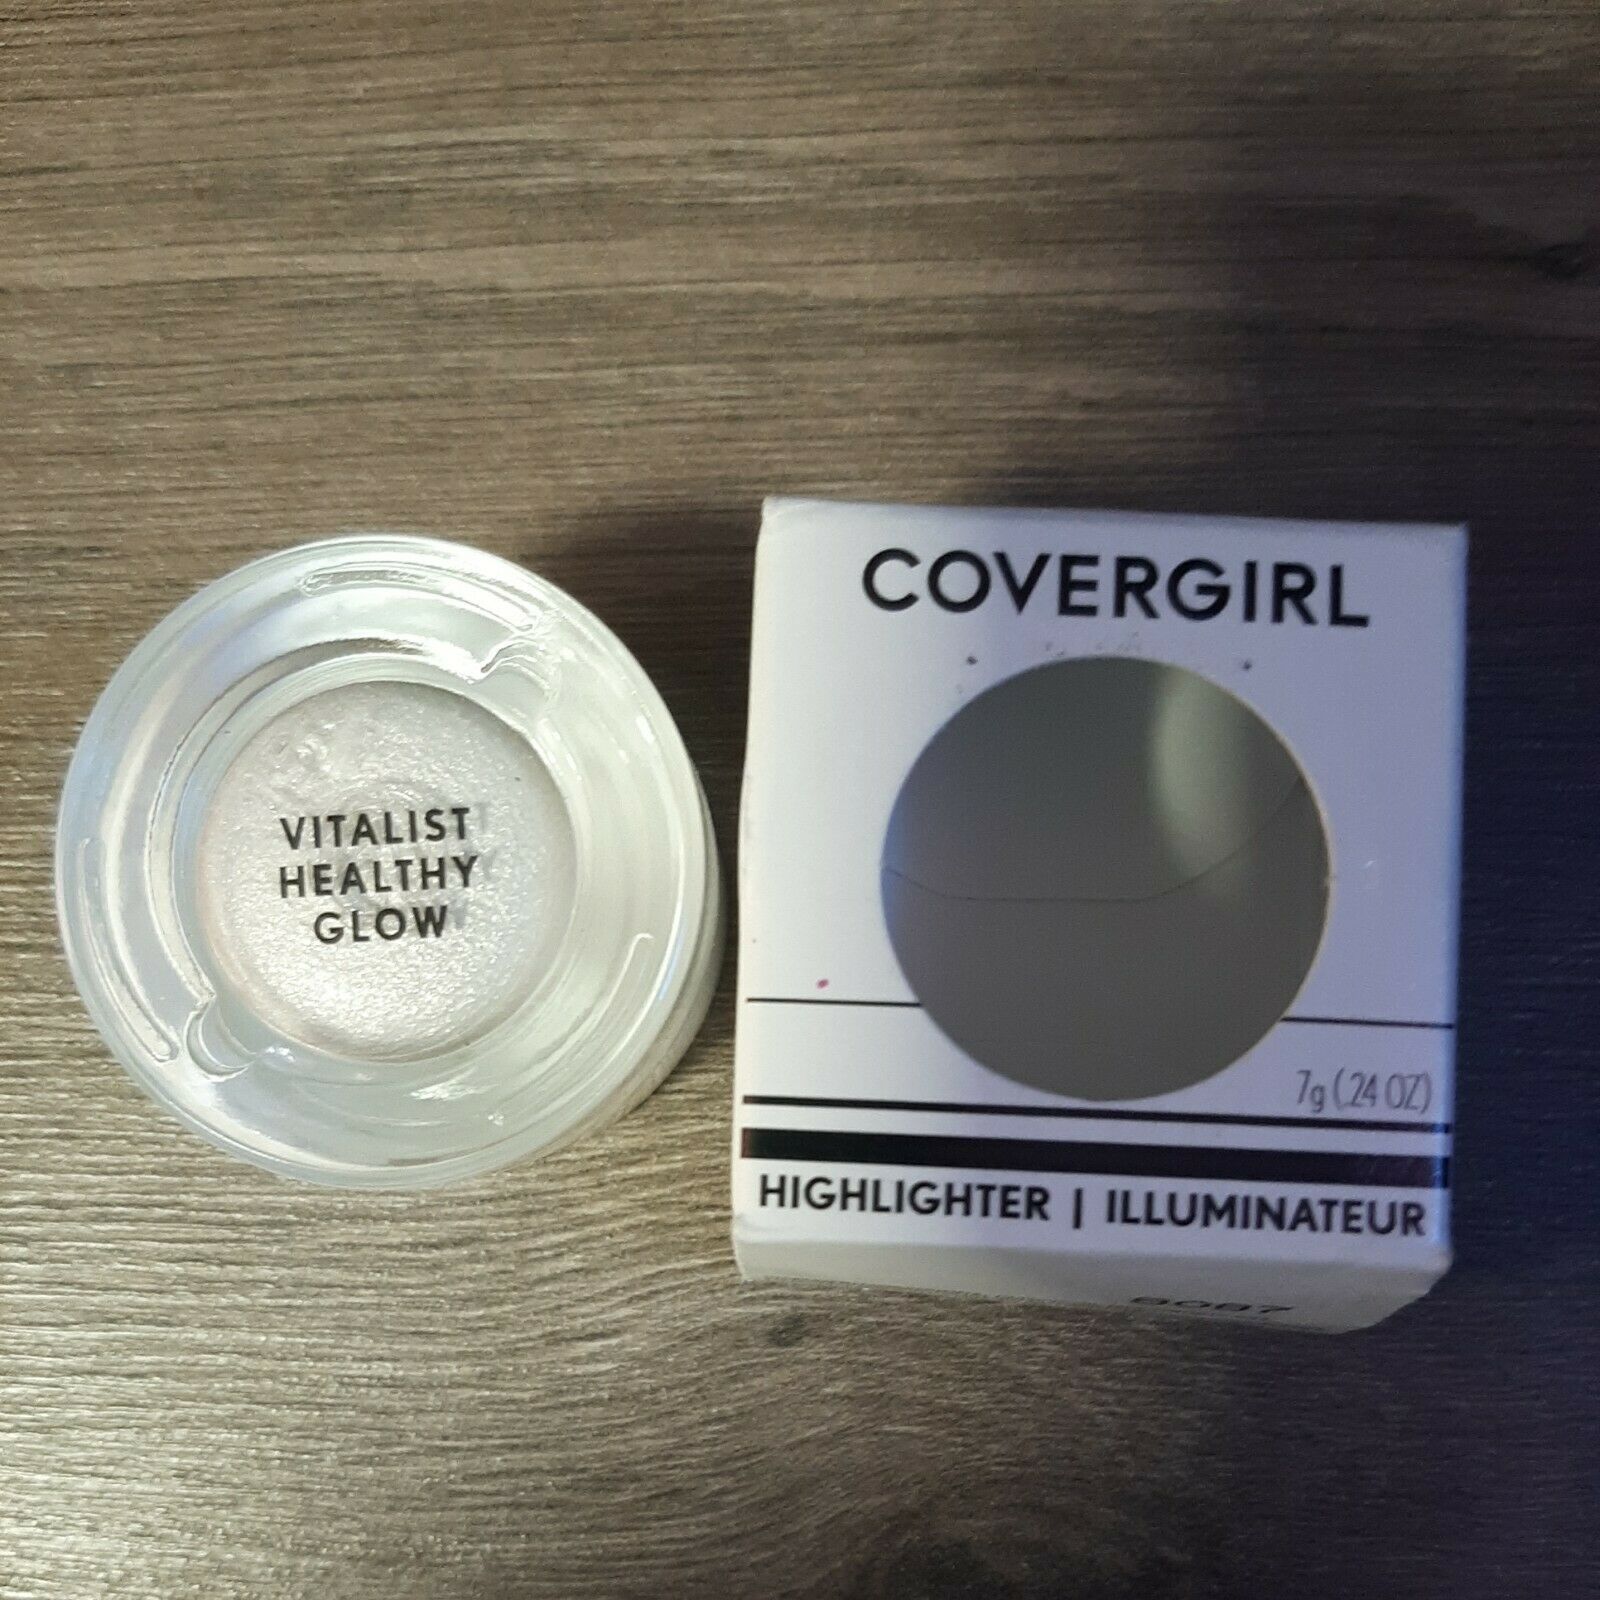 VITALIST
HEALTHY
GLOW
COVERGIRL
7g (.24 OZ)
HIGHLIGHTER | ILLUMINATEUR